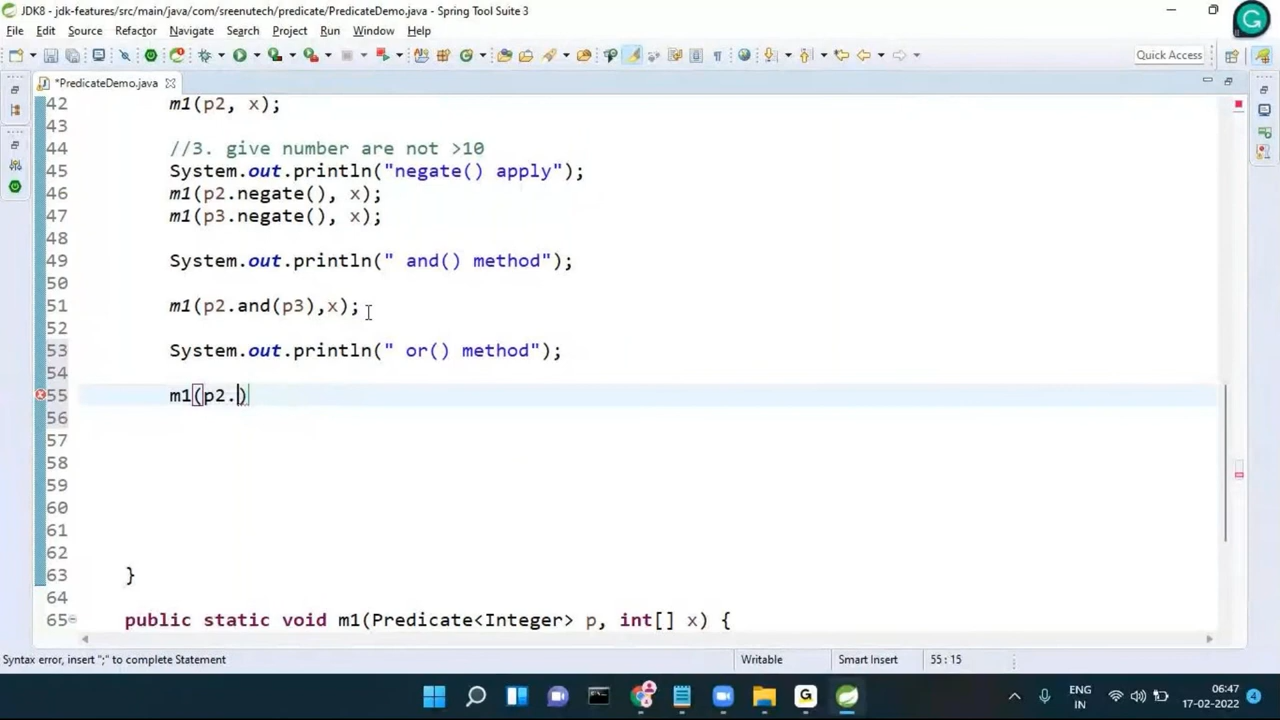 JDK8 - jdk-features/src/main/java/com/sreenutech/predicate/PredicateDemo.java - Spring Tool Suite 3
File Edit Source Refactor Navigate Search Project Run Window Help
Quick Access
*PredicateDemo.java
42 m1(p2, x);
43
44 //3. give number are not >10
45 System.out.println("negate() apply");
46 m1(p2.negate(), x);
47 m1(p3.negate(), x);
48
49 System.out.println(" and() method");
50
51 m1(p2.and(p3),x);
52
53 System.out.println(" or() method");
54
55 m1(p2.)
56
57
58
59
60
61
62
63 }
64
65 public static void m1(Predicate<Integer> p, int[] x) {
Syntax error, insert ";" to complete Statement Writable Smart Insert 55 : 15
ENG
IN
06:47
17-02-2022
4